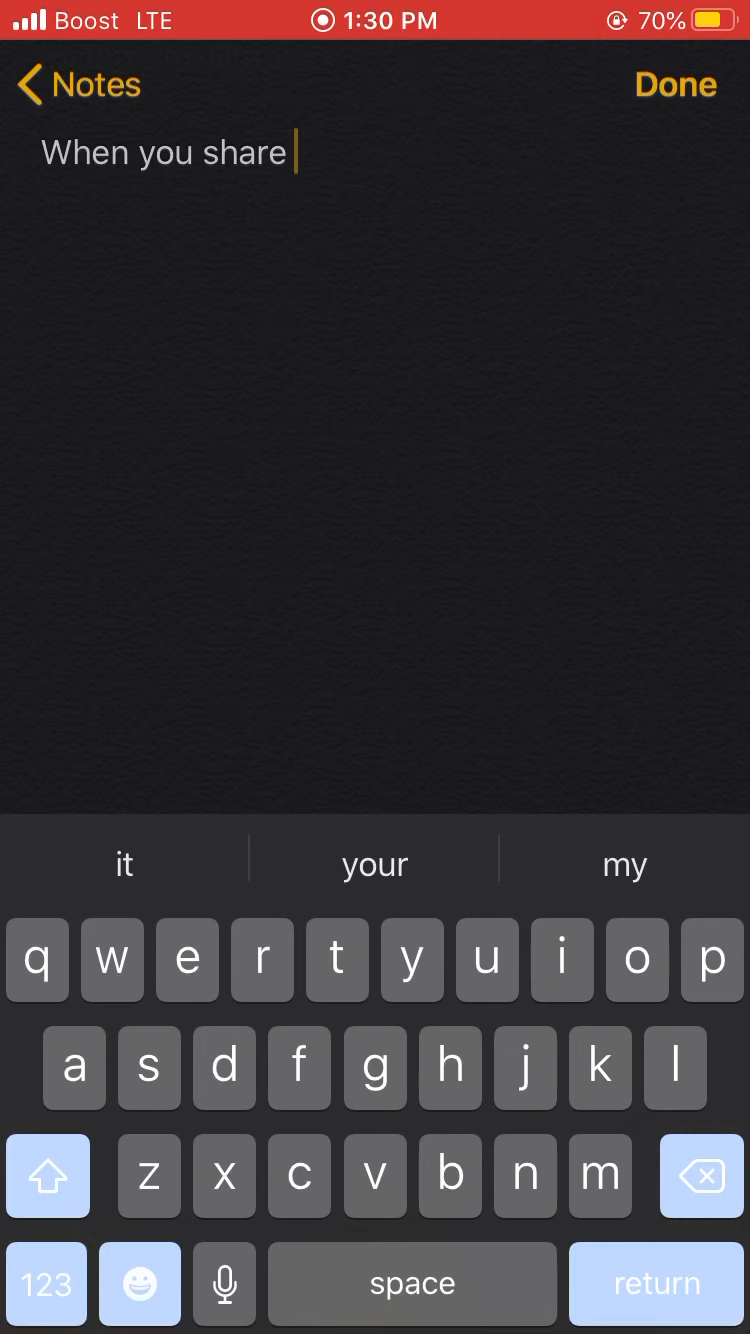 Boost LTE 1:30 PM 70%
Notes Done
When you share
it your my
q w e r t y u i o p
a s d f g h j k l
z x c v b n m
123 space return